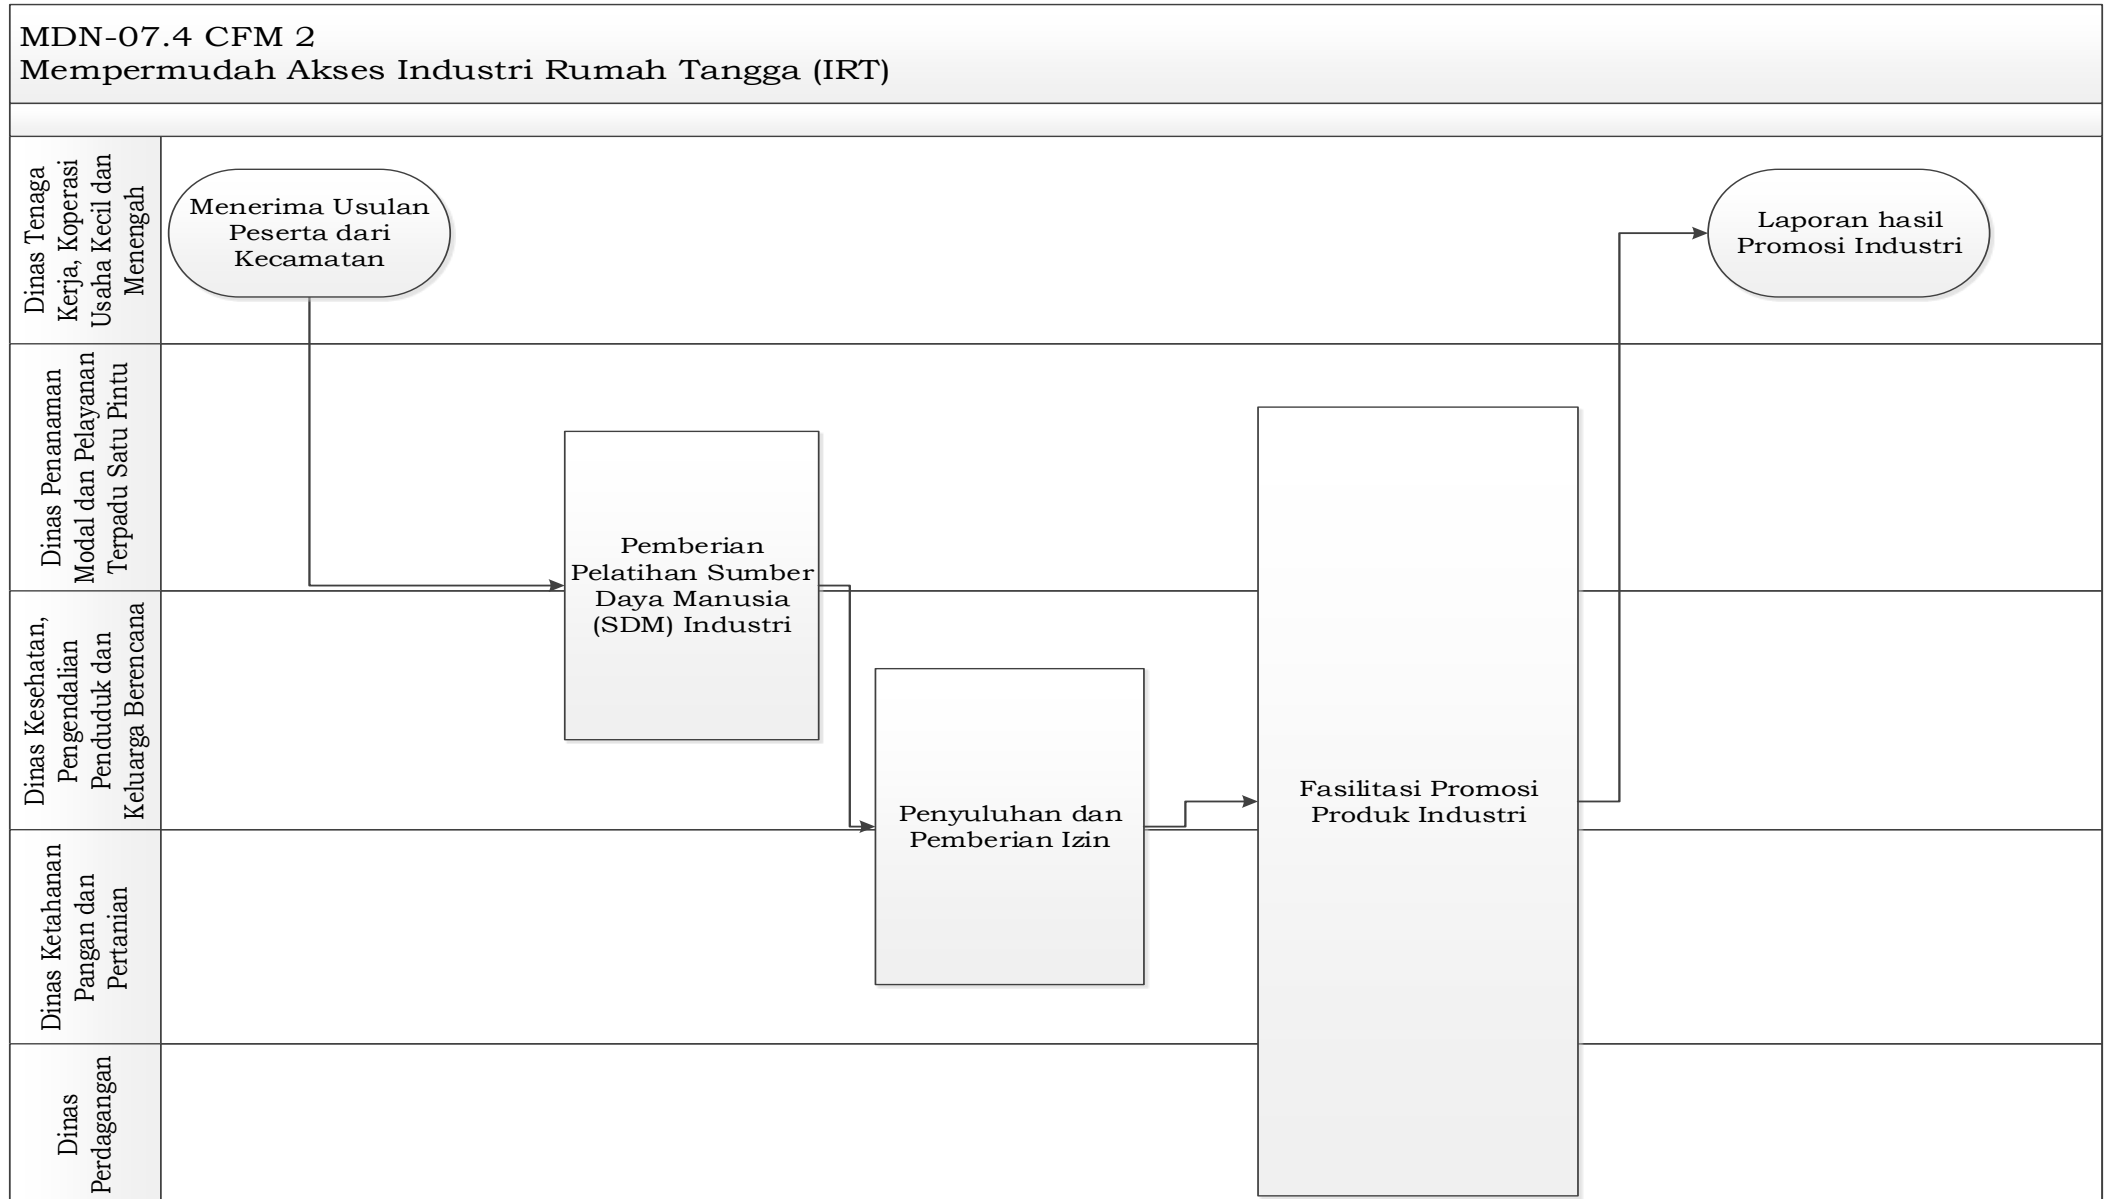 MDN-07.4 CFM 2
Mempermudah Akses Industri Rumah Tangga (IRT)
Dinas Tenaga
Kerja, Koperasi
Usaha Kecil dan
Menengah
Menerima Usulan
Peserta dari
Kecamatan
Laporan hasil
Promosi Industri
Dinas Penanaman
Modal dan Pelayanan
Terpadu Satu Pintu
Pemberian
Pelatihan Sumber
Daya Manusia
(SDM) Industri
Dinas Kesehatan,
Pengendalian
Penduduk dan
Keluarga Berencana
Penyuluhan dan
Pemberian Izin
Fasilitasi Promosi
Produk Industri
Dinas Ketahanan
Pangan dan
Pertanian
Dinas
Perdagangan